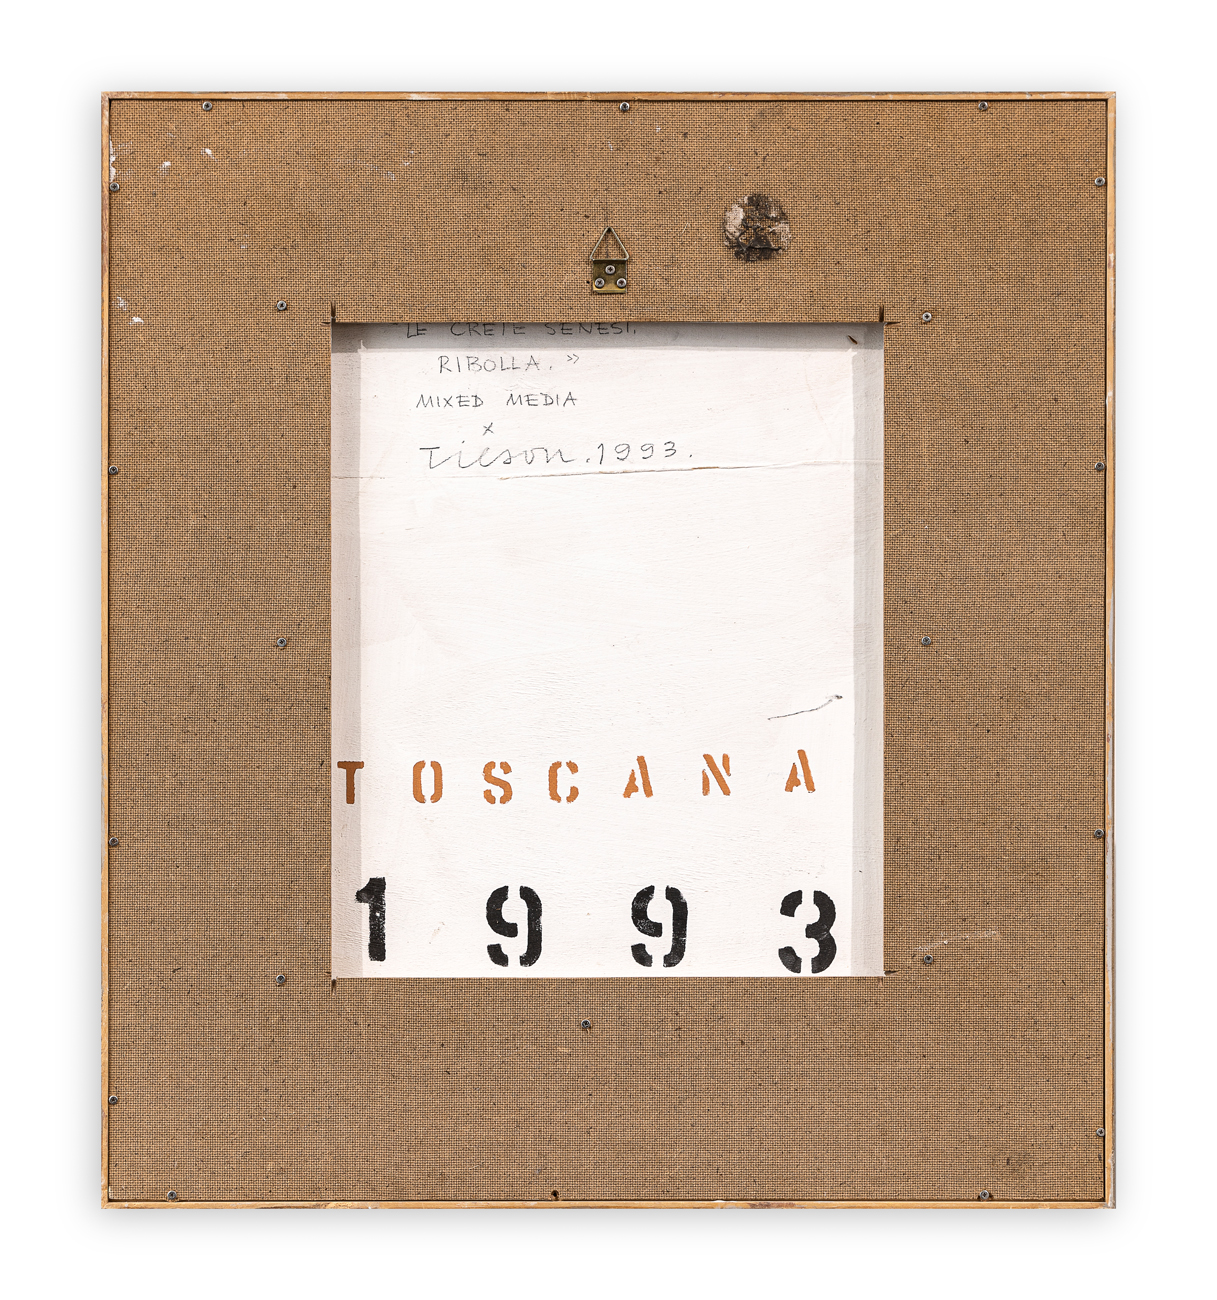 "LE CRETE SENESI.
RIBOLLA. »
MIXED MEDIA
x
Tilson.1993.
TOSCANA
1993